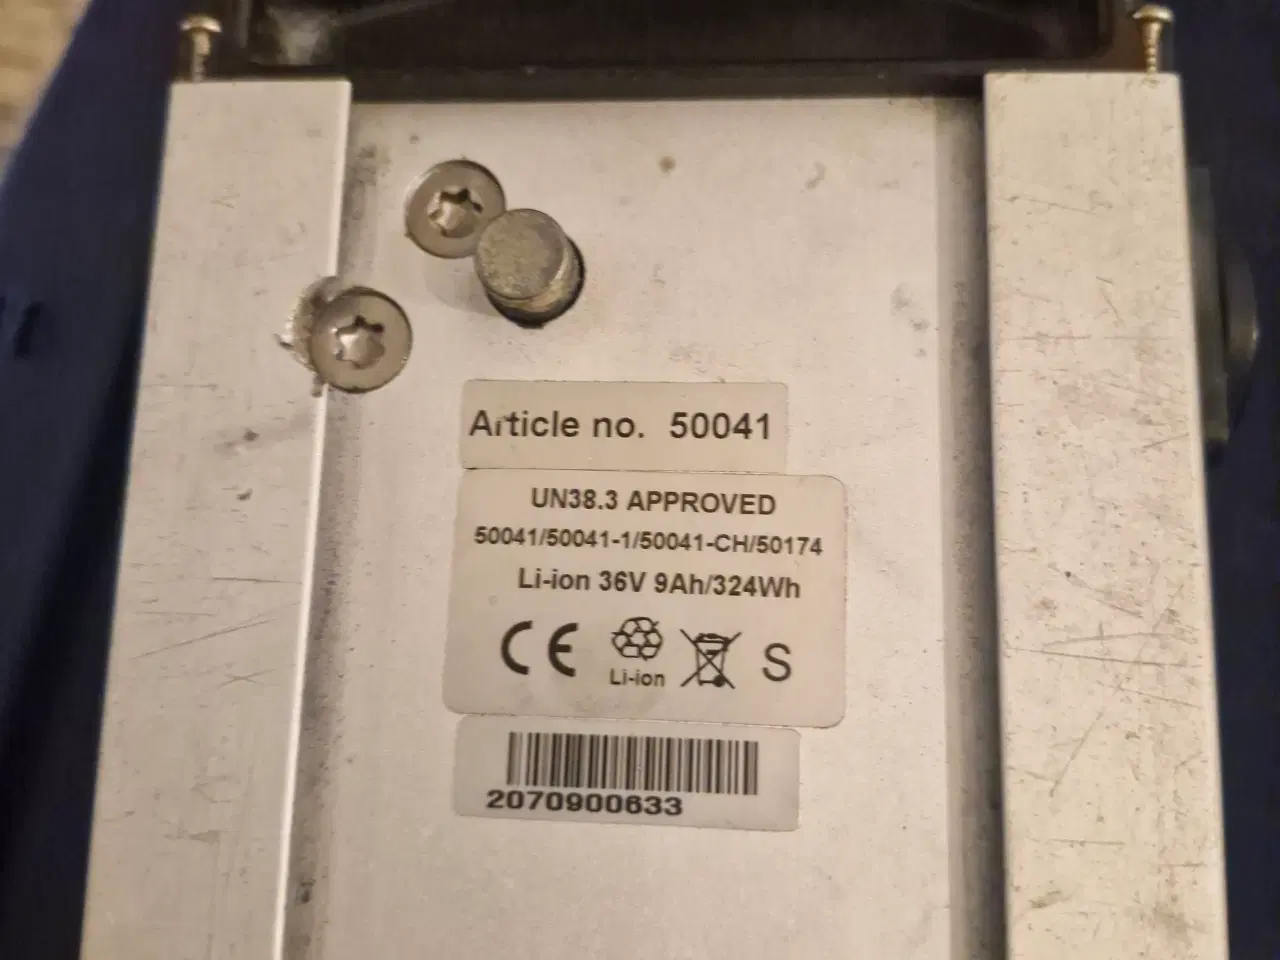 Article no. 50041
UN38.3 APPROVED
50041/50041-1/50041-CH/50174
Li-ion 36V 9Ah/324Wh
CE
Li-ion
S
2070900633